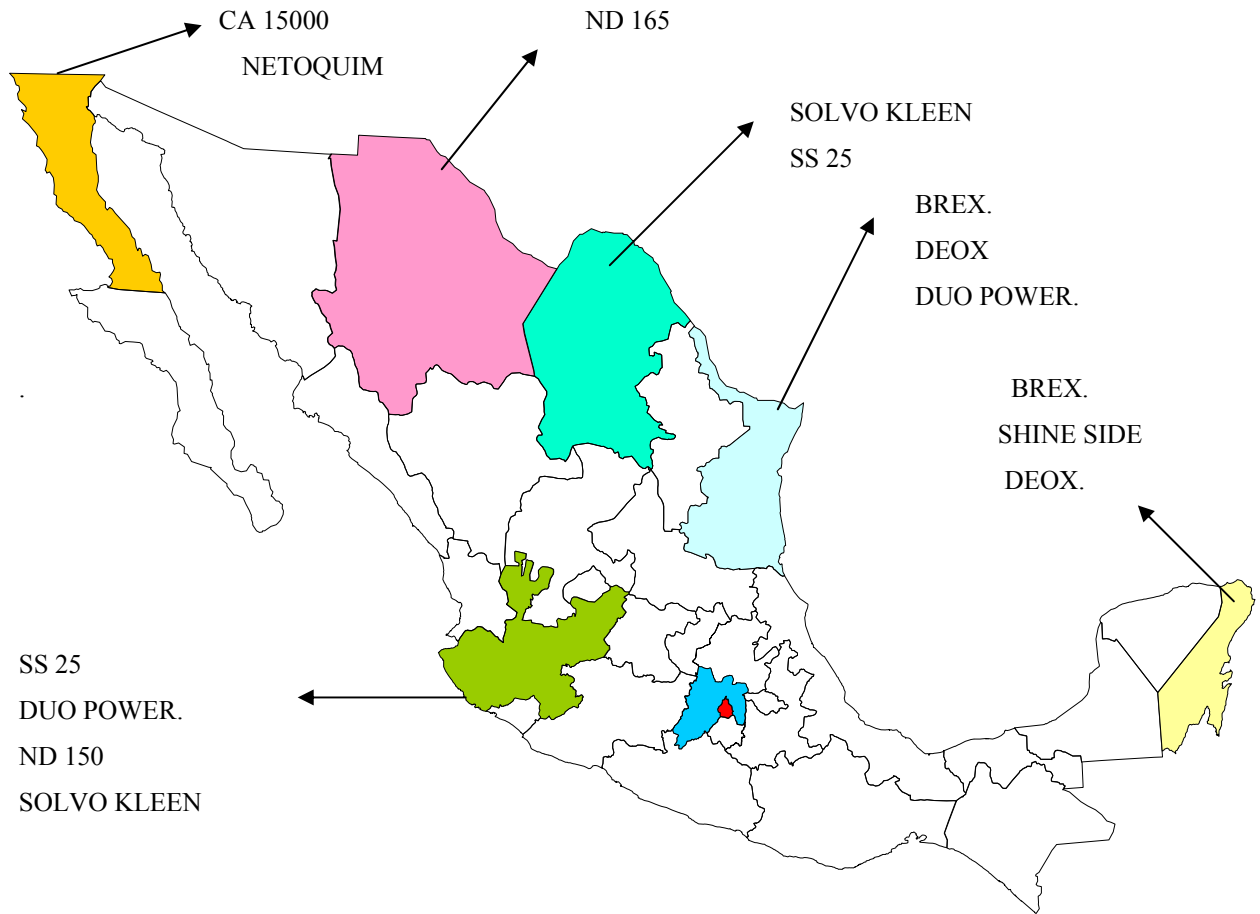 CA 15000
NETOQUIM
ND 165
SOLVO KLEEN
SS 25
BREX.
DEOX
DUO POWER.
BREX.
SHINE SIDE
DEOX.
SS 25
DUO POWER.
ND 150
SOLVO KLEEN